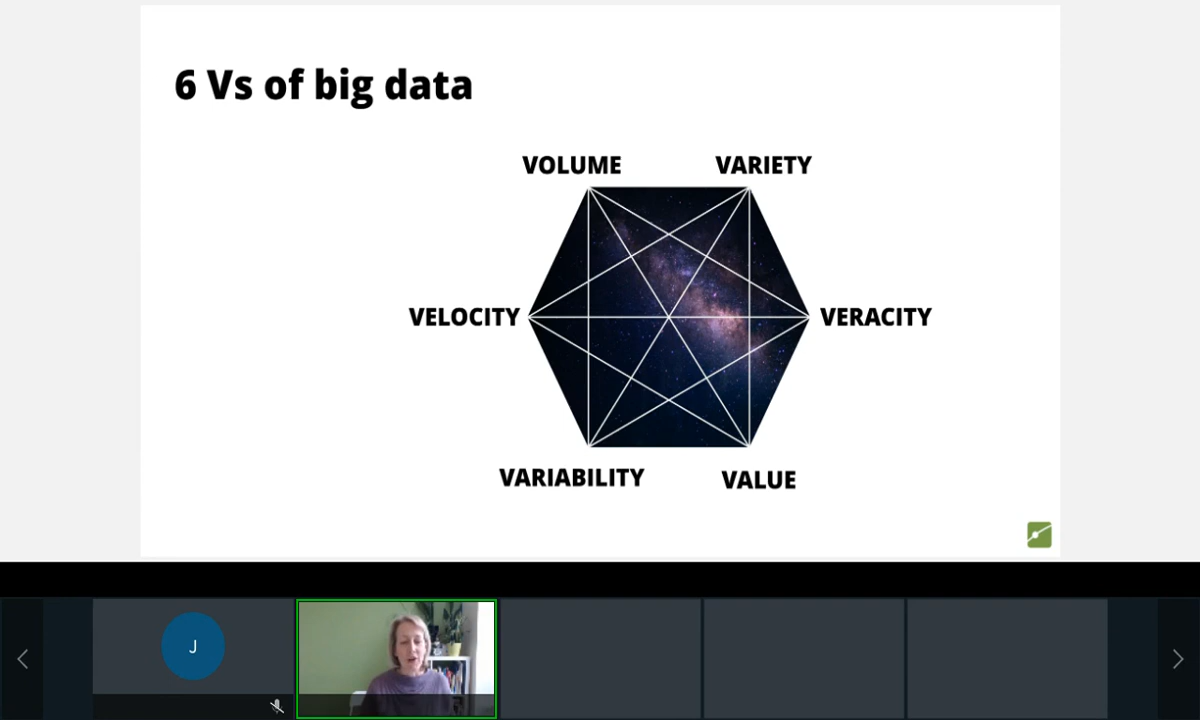 6 Vs of big data
VOLUME
VARIETY
VELOCITY
VERACITY
VARIABILITY
VALUE
J